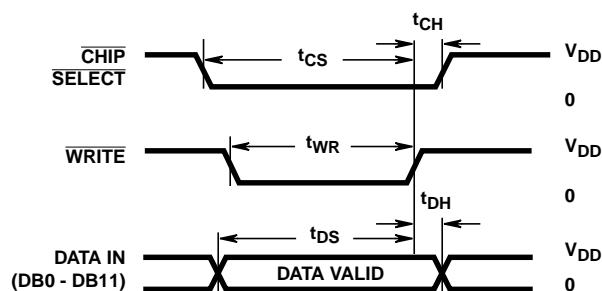 tCH
CHIP
SELECT
tCS
VDD
0
WRITE
tWR
VDD
0
tDH
DATA IN
(DB0 - DB11)
tDS
DATA VALID
VDD
0